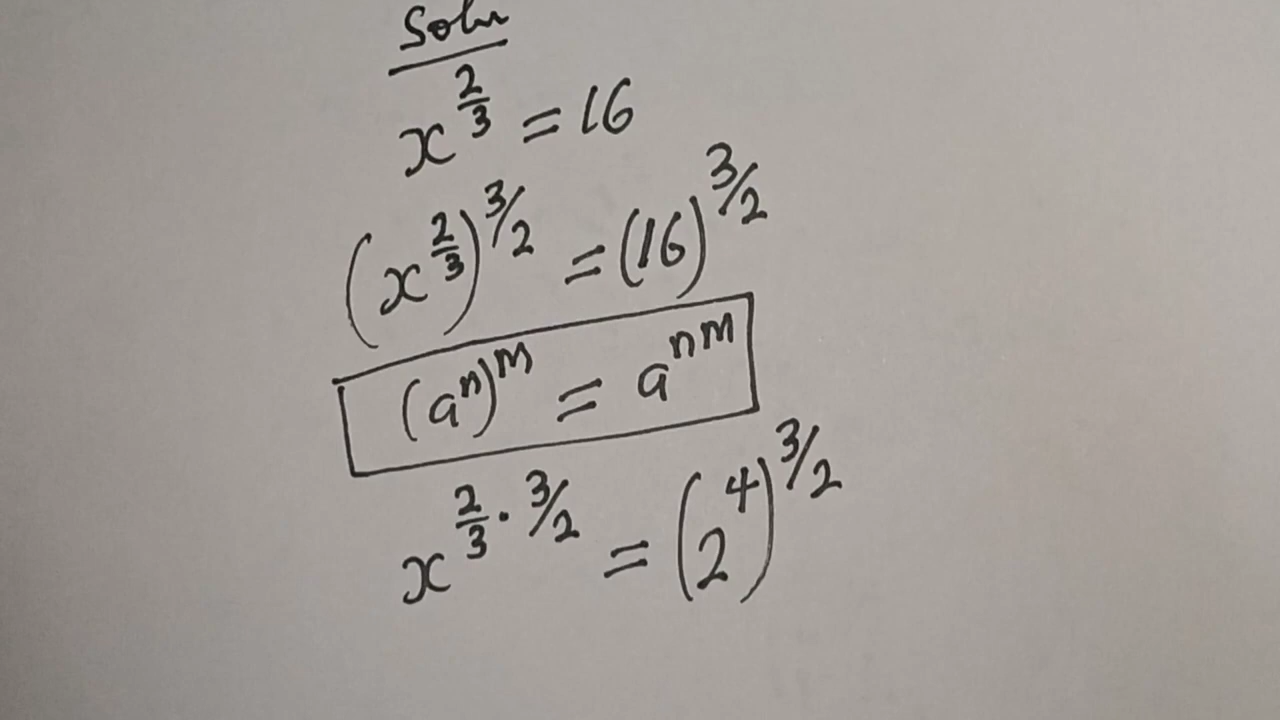 Soln
x^{2/3} = 16
(x^{2/3})^{3/2} = (16)^{3/2}
(a^n)^m = a^{nm}
x^{2/3 · 3/2} = (2^4)^{3/2}